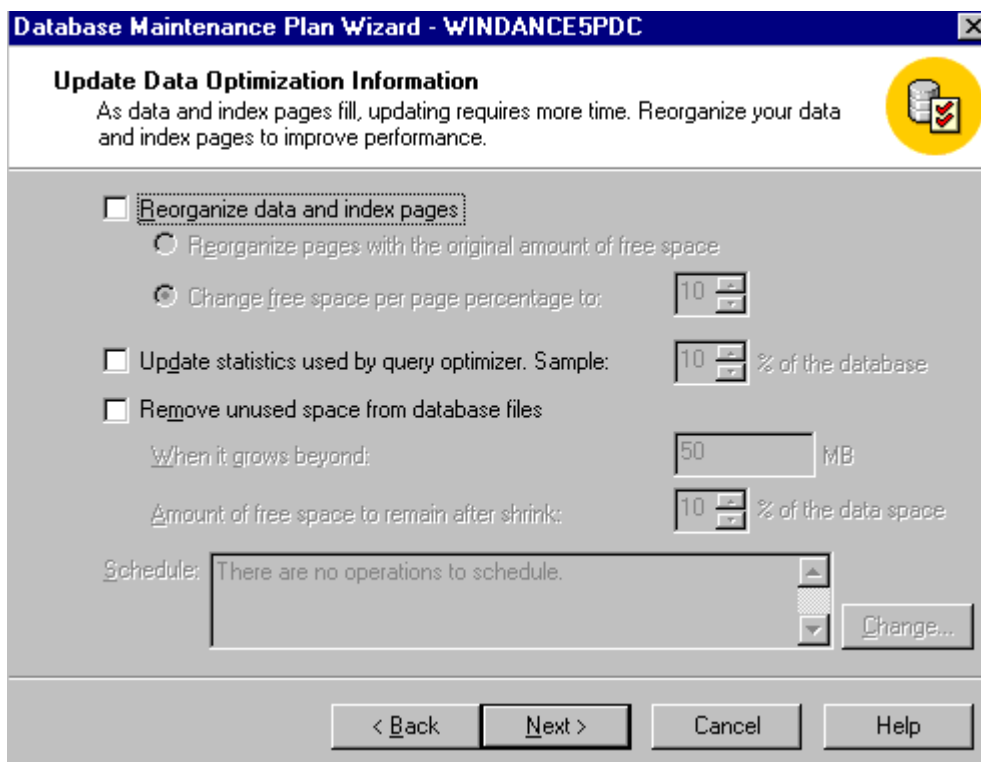 Database Maintenance Plan Wizard - WINDANCE5PDC
Update Data Optimization Information
As data and index pages fill, updating requires more time. Reorganize your data
and index pages to improve performance.
Reorganize data and index pages
Reorganize pages with the original amount of free space
Change free space per page percentage to: 10
Update statistics used by query optimizer. Sample: 10 % of the database
Remove unused space from database files
When it grows beyond: 50 MB
Amount of free space to remain after shrink: 10 % of the data space
Schedule: There are no operations to schedule.
Change...
< Back Next > Cancel Help